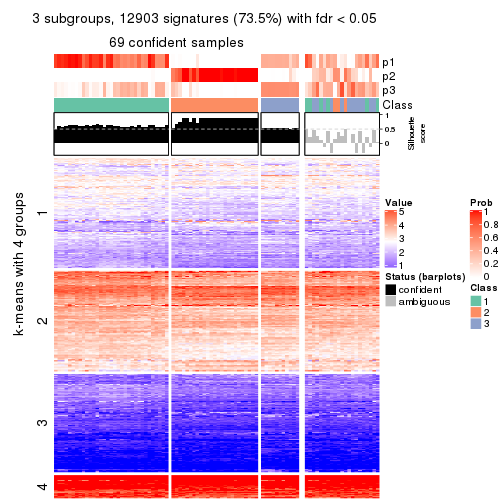 3 subgroups, 12903 signatures (73.5%) with fdr < 0.05
69 confident samples
p1
p2
p3
Class
1
0.5
0
Silhouette
score
k-means with 4 groups
1
2
3
4
Value
5
4
3
2
1
Status (barplots)
confident
ambiguous
Prob
1
0.8
0.6
0.4
0.2
0
Class
1
2
3